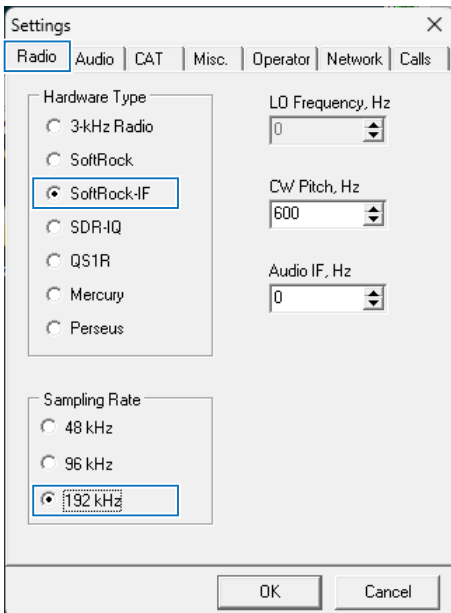 Settings
Radio Audio CAT Misc. Operator Network Calls
Hardware Type
3-kHz Radio
SoftRock
SoftRock-IF
SDR-IQ
QS1R
Mercury
Perseus
LO Frequency, Hz
0
CW Pitch, Hz
600
Audio IF, Hz
0
Sampling Rate
48 kHz
96 kHz
192 kHz
OK Cancel